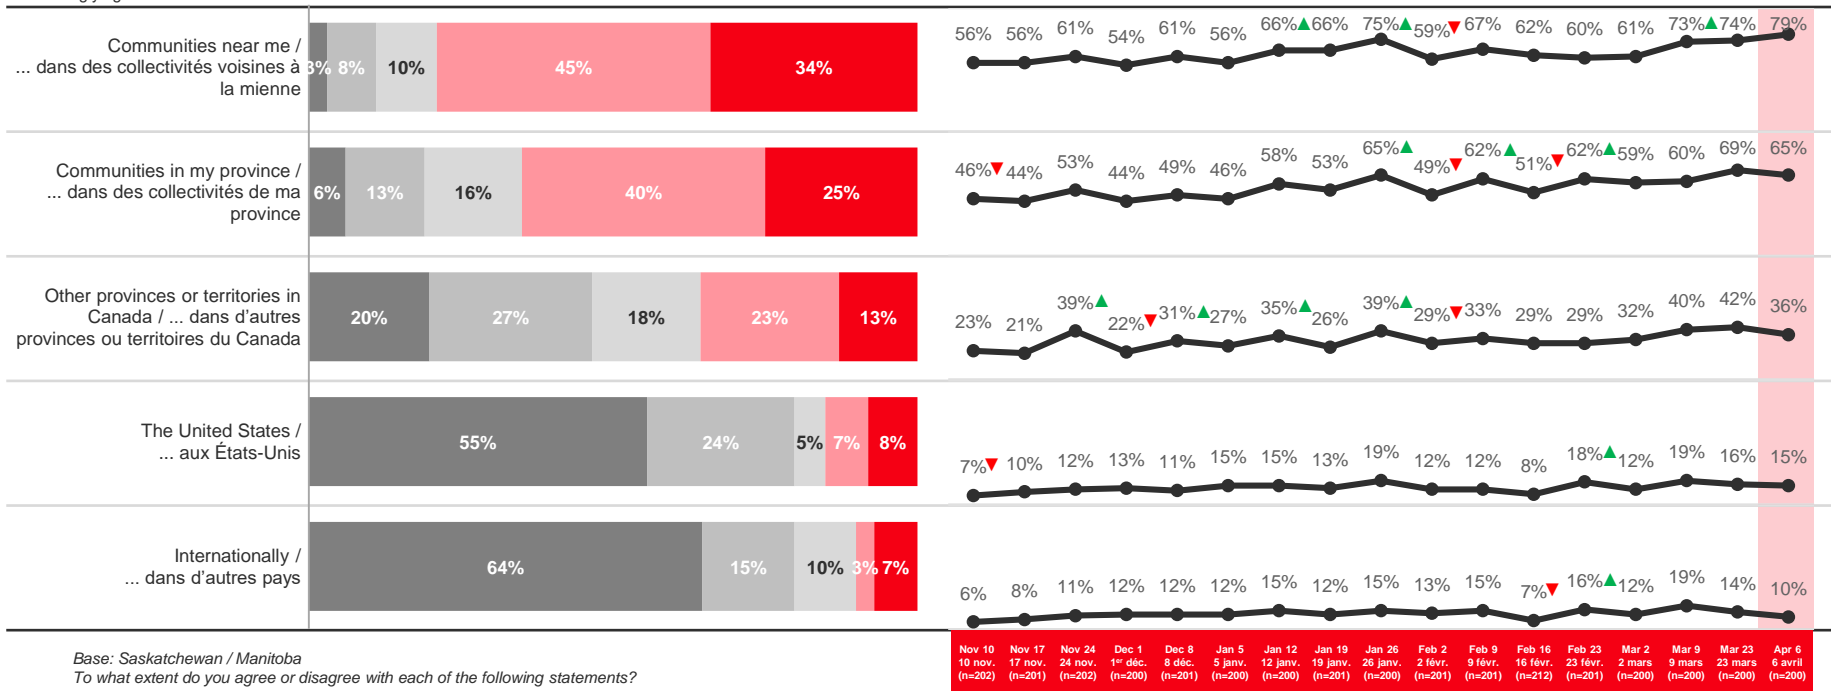 Communities near me /
... dans des collectivités voisines à
la mienne
3% 8% 10% 45% 34%
56% 56% 61% 54% 61% 56% 66%▲ 66% 75%▲ 59%▼ 67% 62% 60% 61% 73%▲ 74% 79%
Communities in my province /
... dans des collectivités de ma
province
6% 13% 16% 40% 25%
46%▼ 44% 53% 44% 49% 46% 58% 53% 65%▲ 49%▼ 62%▲ 51%▼ 62%▲ 59% 60% 69% 65%
Other provinces or territories in
Canada / ... dans d'autres
provinces ou territoires du Canada
20% 27% 18% 23% 13%
23% 21% 39%▲ 22%▼ 31%▲ 27% 35%▲ 26% 39%▲ 29%▼ 33% 29% 29% 32% 40% 42% 36%
The United States /
... aux États-Unis
55% 24% 5% 7% 8%
7%▼ 10% 12% 13% 11% 15% 15% 13% 19% 12% 12% 8% 18%▲ 12% 19% 16% 15%
Internationally /
... dans d'autres pays
64% 15% 10% 3% 7%
6% 8% 11% 12% 12% 12% 15% 12% 15% 13% 15% 7%▼ 16%▲ 12% 19% 14% 10%
Nov 10 Nov 17 Nov 24 Dec 1 Dec 8 Jan 5 Jan 12 Jan 19 Jan 26 Feb 2 Feb 9 Feb 16 Feb 23 Mar 2 Mar 9 Mar 23 Apr 6
10 nov. 17 nov. 24 nov. 1er déc. 8 déc. 5 janv. 12 janv. 19 janv. 26 janv. 2 févr. 9 févr. 16 févr. 23 févr. 2 mars 9 mars 23 mars 6 avril
(n=202) (n=201) (n=202) (n=200) (n=201) (n=200) (n=200) (n=201) (n=200) (n=201) (n=201) (n=212) (n=201) (n=200) (n=200) (n=200) (n=200)
Base: Saskatchewan / Manitoba
To what extent do you agree or disagree with each of the following statements?